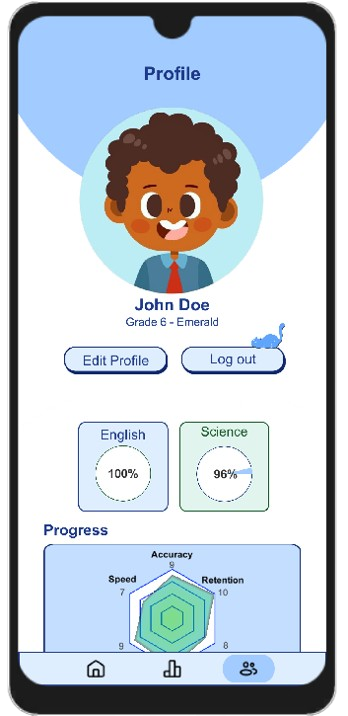 Profile
John Doe
Grade 6 - Emerald
Edit Profile
Log out
English
100%
Science
96%
Progress
Accuracy
9
Speed
7
Retention
10
9
8